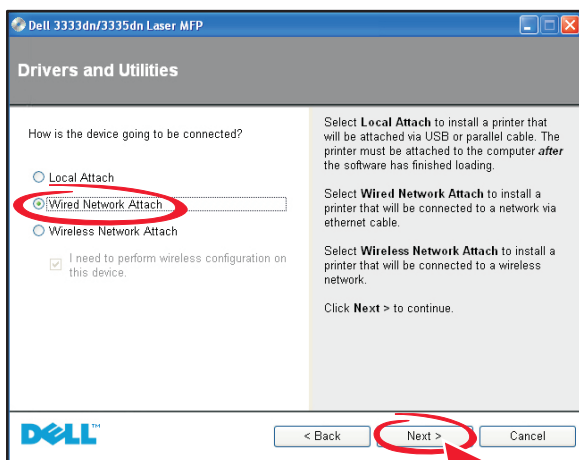 Dell 3333dn/3335dn Laser MFP
Drivers and Utilities
How is the device going to be connected?
Local Attach
Wired Network Attach
Wireless Network Attach
I need to perform wireless configuration on
this device.
Select Local Attach to install a printer that
will be attached via USB or parallel cable. The
printer must be attached to the computer after
the software has finished loading.
Select Wired Network Attach to install a
printer that will be connected to a network via
ethernet cable.
Select Wireless Network Attach to install a
printer that will be connected to a wireless
network.
Click Next > to continue.
DELL™
< Back
Next >
Cancel